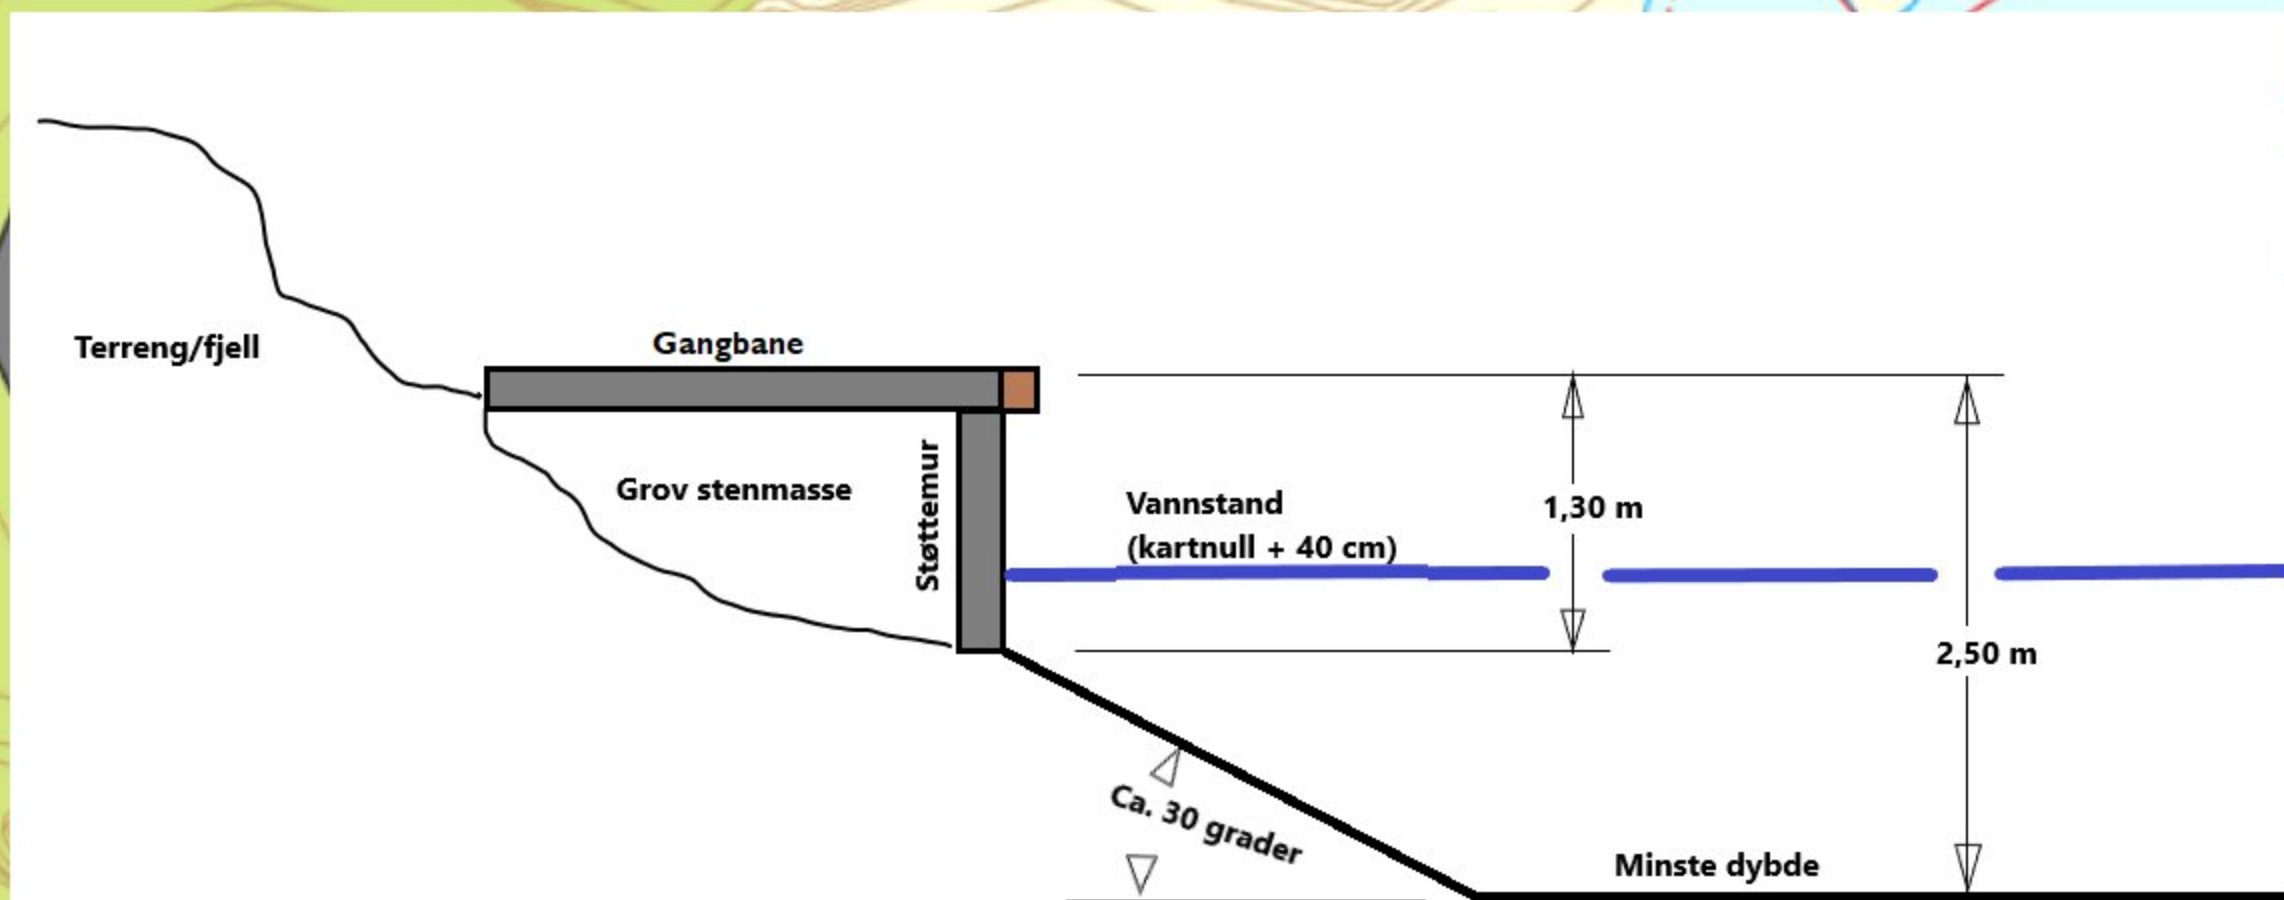 Terreng/fjell
Gangbane
Grov stenmasse
Støttemur
Vannstand
(kartnull + 40 cm)
1,30 m
2,50 m
Ca. 30 grader
Minste dybde